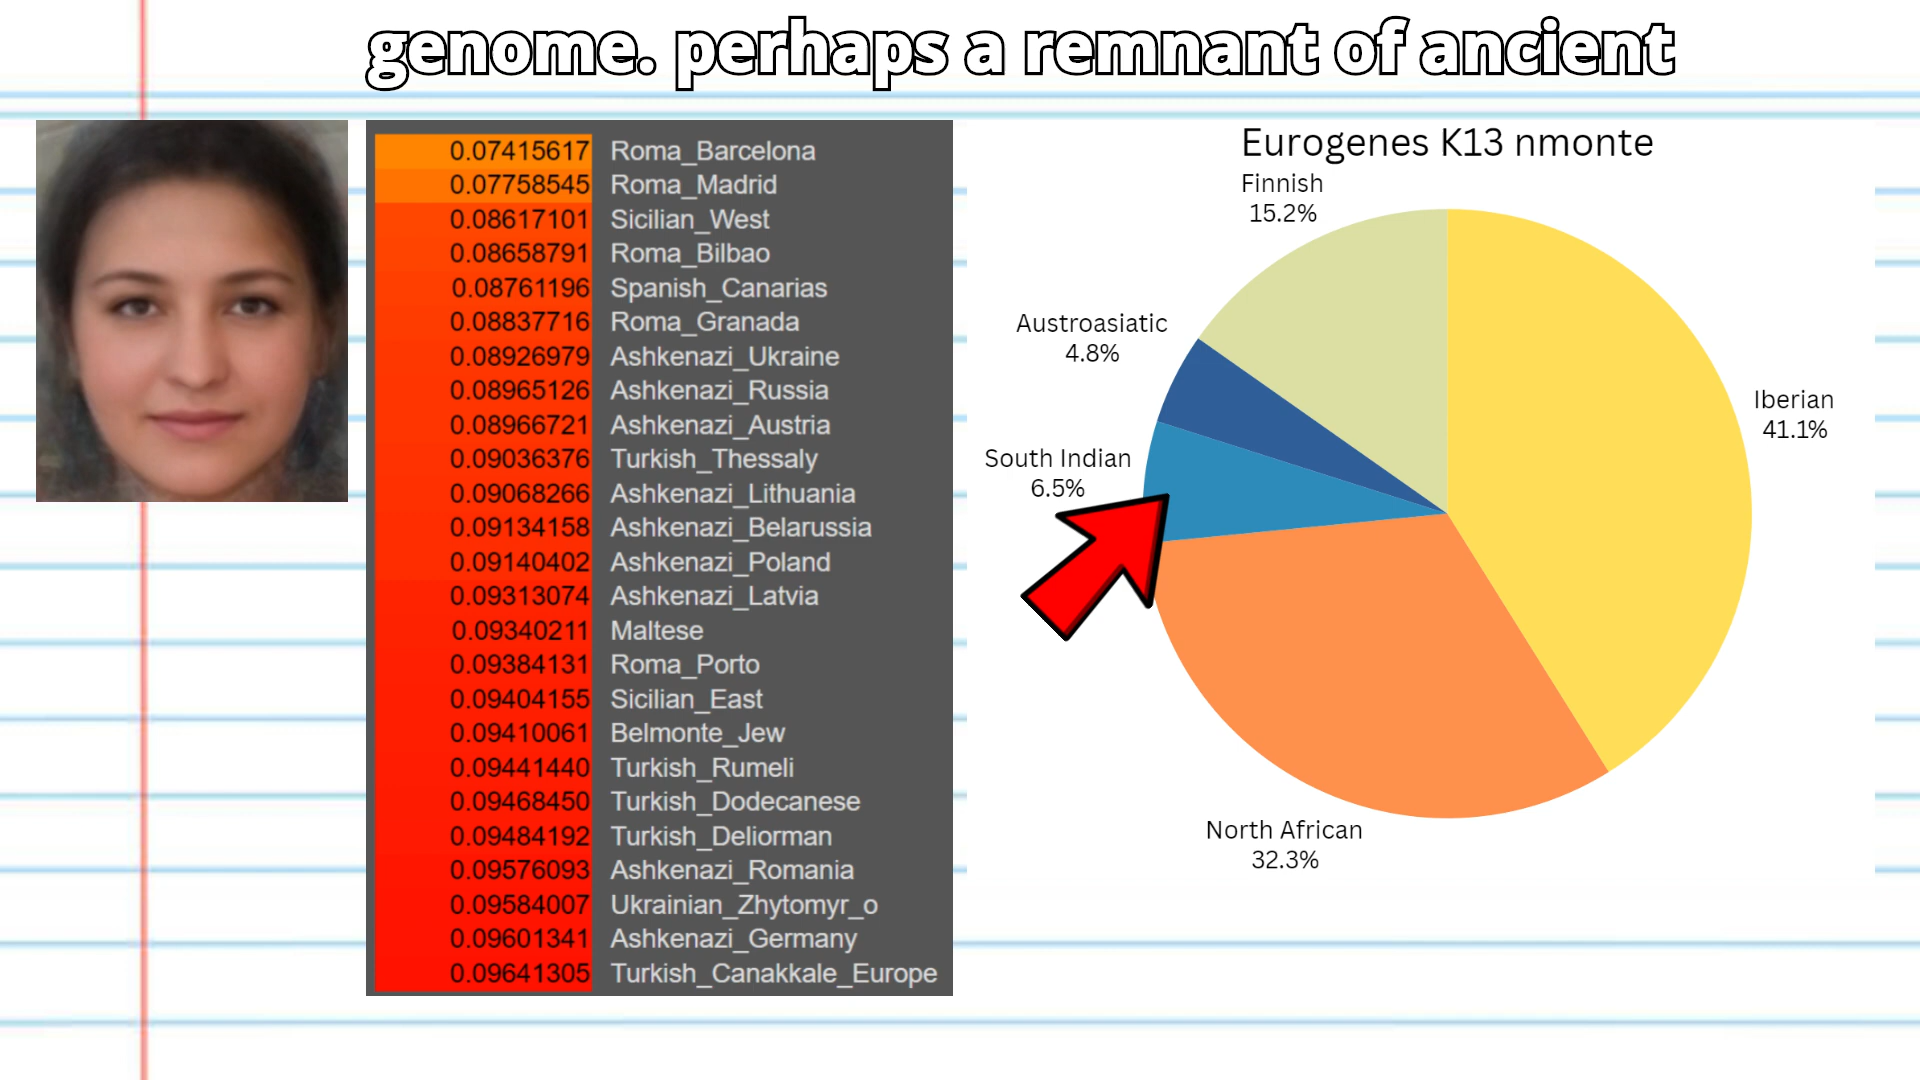 genome. perhaps a remnant of ancient
0.07415617 Roma_Barcelona
0.07758545 Roma_Madrid
0.08617101 Sicilian_West
0.08658791 Roma_Bilbao
0.08761196 Spanish_Canarias
0.08837716 Roma_Granada
0.08926979 Ashkenazi_Ukraine
0.08965126 Ashkenazi_Russia
0.08966721 Ashkenazi_Austria
0.09036376 Turkish_Thessaly
0.09068266 Ashkenazi_Lithuania
0.09134158 Ashkenazi_Belarussia
0.09140402 Ashkenazi_Poland
0.09313074 Ashkenazi_Latvia
0.09340211 Maltese
0.09384131 Roma_Porto
0.09404155 Sicilian_East
0.09410061 Belmonte_Jew
0.09441440 Turkish_Rumeli
0.09468450 Turkish_Dodecanese
0.09484192 Turkish_Deliorman
0.09576093 Ashkenazi_Romania
0.09584007 Ukrainian_Zhytomyr_o
0.09601341 Ashkenazi_Germany
0.09641305 Turkish_Canakkale_Europe
Eurogenes K13 nmonte
Finnish
15.2%
Austroasiatic
4.8%
South Indian
6.5%
Iberian
41.1%
North African
32.3%